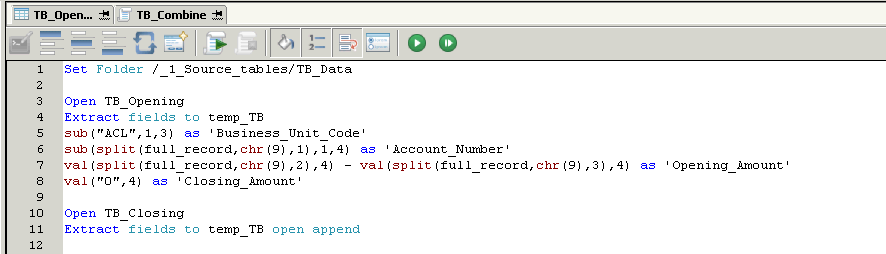 TB_Open... TB_Combine
1 Set Folder /_1_Source_tables/TB_Data
2
3 Open TB_Opening
4 Extract fields to temp_TB
5 sub("ACL",1,3) as 'Business_Unit_Code'
6 sub(split(full_record,chr(9),1),1,4) as 'Account_Number'
7 val(split(full_record,chr(9),2),4) - val(split(full_record,chr(9),3),4) as 'Opening_Amount'
8 val("0",4) as 'Closing_Amount'
9
10 Open TB_Closing
11 Extract fields to temp_TB open append
12